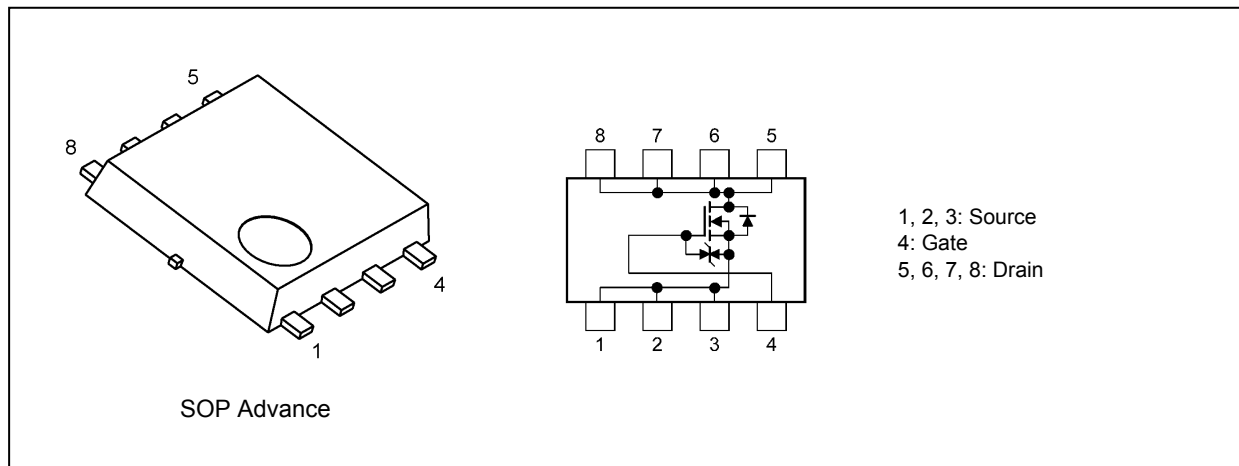 5
8
4
1
SOP Advance
8 7 6 5
1 2 3 4
1, 2, 3: Source
4: Gate
5, 6, 7, 8: Drain